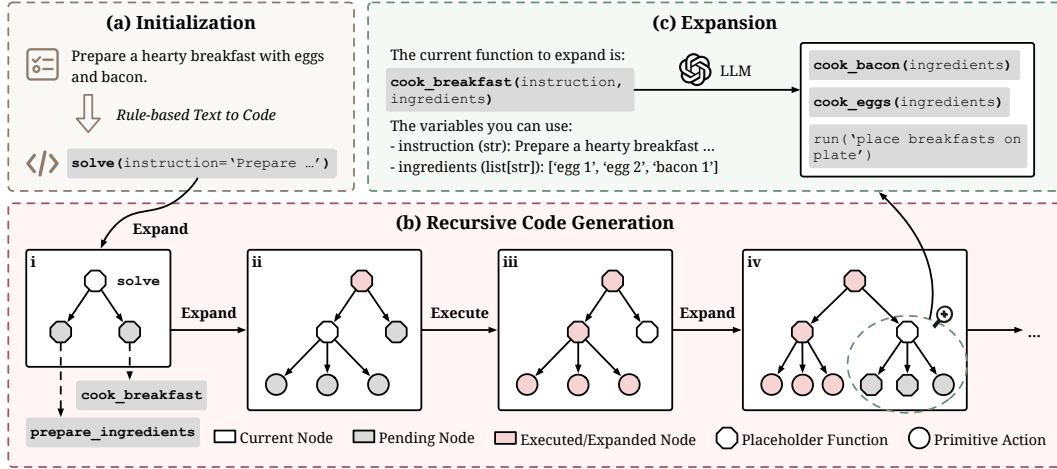 (a) Initialization
Prepare a hearty breakfast with eggs
and bacon.
Rule-based Text to Code
solve(instruction=‘Prepare …’)
(c) Expansion
The current function to expand is:
cook_breakfast(instruction,
ingredients)
The variables you can use:
- instruction (str): Prepare a hearty breakfast ...
- ingredients (list[str]): [‘egg 1’, ‘egg 2’, ‘bacon 1’]
LLM
cook_bacon(ingredients)
cook_eggs(ingredients)
run(‘place breakfasts on
plate’)
(b) Recursive Code Generation
Expand
i
solve
Expand
ii
Execute
iii
Expand
iv
...
cook_breakfast
prepare_ingredients
Current Node
Pending Node
Executed/Expanded Node
Placeholder Function
Primitive Action